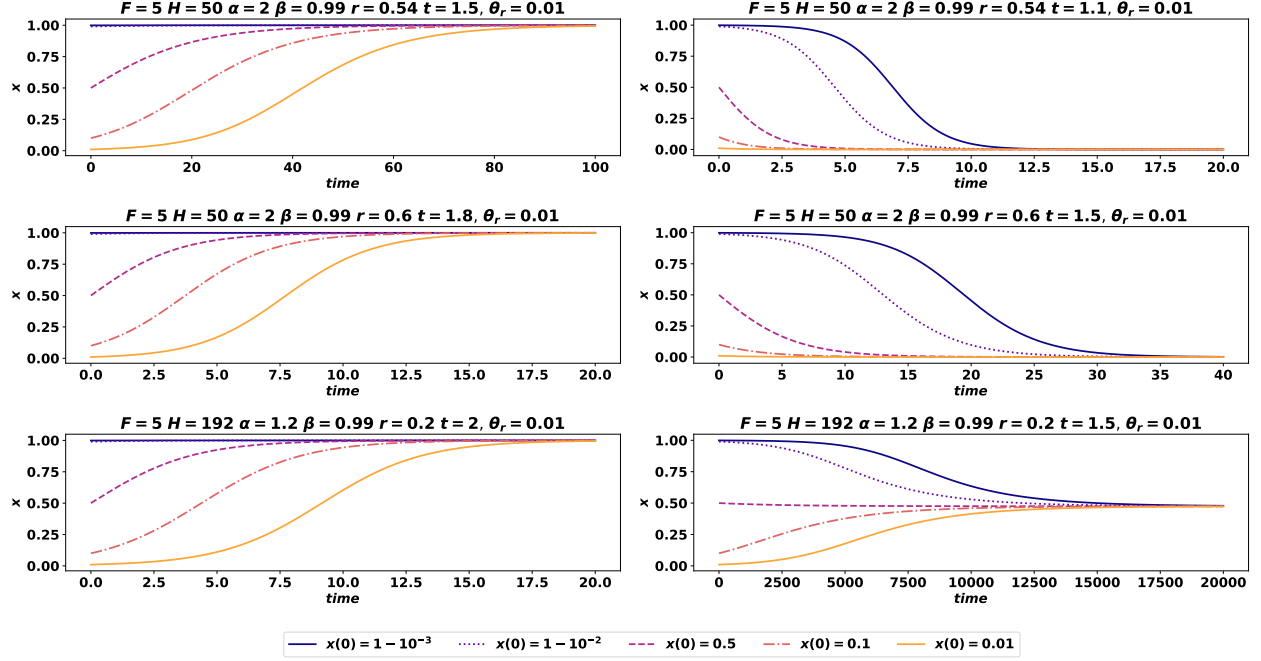 F = 5 H = 50 α = 2 β = 0.99 r = 0.54 t = 1.5, θr = 0.01
1.00
0.75
0.50
0.25
0.00
x
0 20 40 60 80 100
time
F = 5 H = 50 α = 2 β = 0.99 r = 0.54 t = 1.1, θr = 0.01
1.00
0.75
0.50
0.25
0.00
x
0.0 2.5 5.0 7.5 10.0 12.5 15.0 17.5 20.0
time
F = 5 H = 50 α = 2 β = 0.99 r = 0.6 t = 1.8, θr = 0.01
1.00
0.75
0.50
0.25
0.00
x
0.0 2.5 5.0 7.5 10.0 12.5 15.0 17.5 20.0
time
F = 5 H = 50 α = 2 β = 0.99 r = 0.6 t = 1.5, θr = 0.01
1.00
0.75
0.50
0.25
0.00
x
0 5 10 15 20 25 30 35 40
time
F = 5 H = 192 α = 1.2 β = 0.99 r = 0.2 t = 2, θr = 0.01
1.00
0.75
0.50
0.25
0.00
x
0.0 2.5 5.0 7.5 10.0 12.5 15.0 17.5 20.0
time
F = 5 H = 192 α = 1.2 β = 0.99 r = 0.2 t = 1.5, θr = 0.01
1.00
0.75
0.50
0.25
0.00
x
0 2500 5000 7500 10000 12500 15000 17500 20000
time
x(0) = 1 − 10⁻³ x(0) = 1 − 10⁻² x(0) = 0.5 x(0) = 0.1 x(0) = 0.01